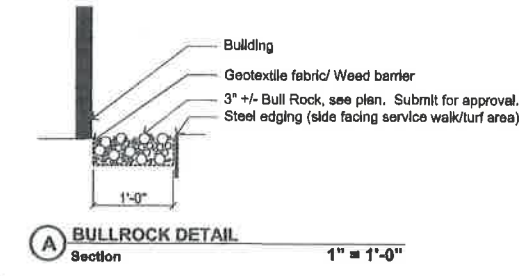 Building
Geotextile fabric/ Weed barrier
3" +/- Bull Rock, see plan. Submit for approval.
Steel edging (side facing service walk/turf area)
1'-0"
A
BULLROCK DETAIL
Section 1" = 1'-0"